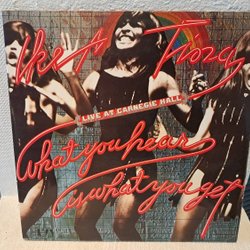 Ike & Tina
LIVE AT CARNEGIE HALL
What you hear
is what you get